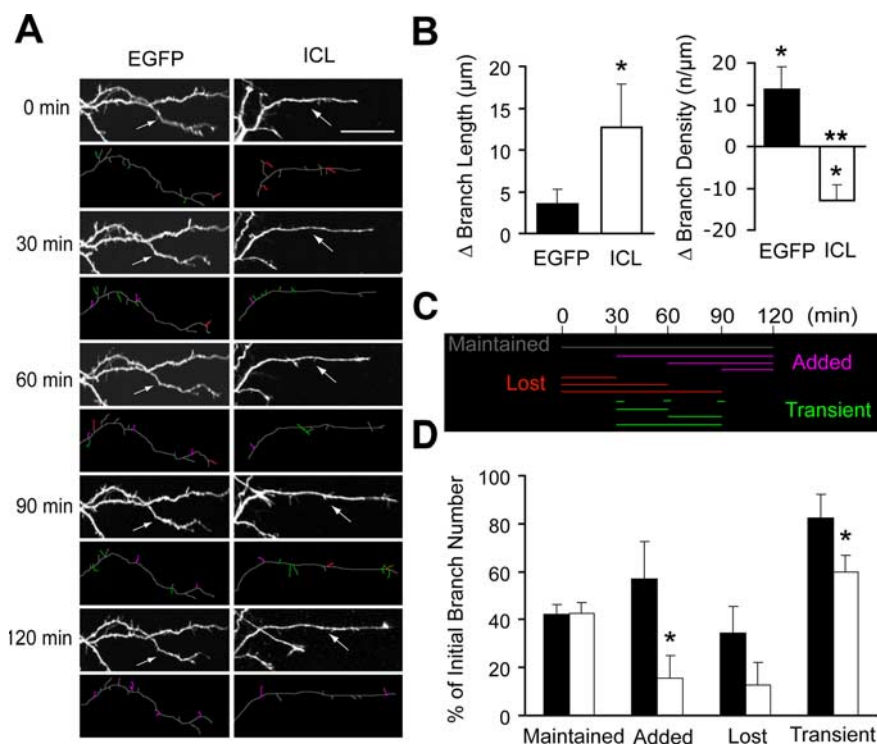 A
EGFP ICL
0 min
30 min
60 min
90 min
120 min
B
Δ Branch Length (μm)
20
15
10
5
0
*
EGFP ICL
Δ Branch Density (n/μm)
20
10
0
-10
-20
*
**
*
EGFP ICL
C
0 30 60 90 120 (min)
Maintained
Added
Lost
Transient
D
% of Initial Branch Number
100
80
60
40
20
0
*
*
Maintained Added Lost Transient